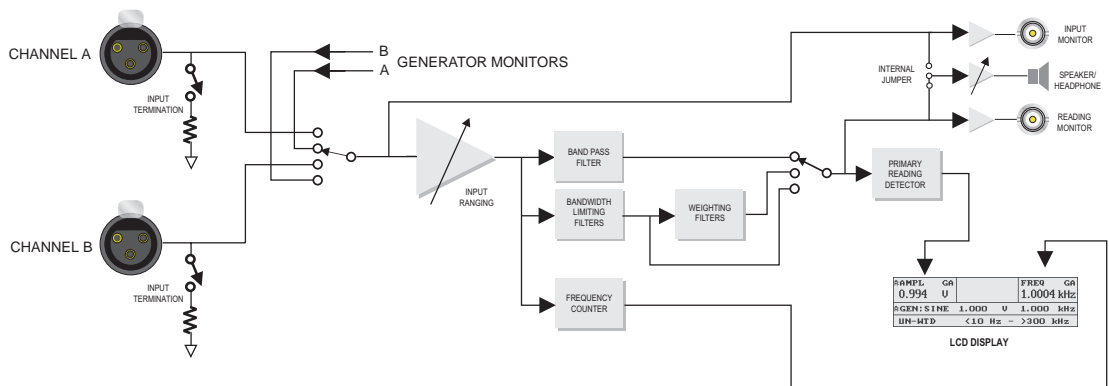 CHANNEL A
INPUT
TERMINATION
B
A
GENERATOR MONITORS
INPUT
MONITOR
INTERNAL
JUMPER
SPEAKER/
HEADPHONE
READING
MONITOR
INPUT
RANGING
BAND PASS
FILTER
BANDWIDTH
LIMITING
FILTERS
WEIGHTING
FILTERS
PRIMARY
READING
DETECTOR
CHANNEL B
INPUT
TERMINATION
FREQUENCY
COUNTER
AMPL GA FREQ GA
0.994 V 1.0004 kHz
GEN:SINE 1.000 V 1.000 kHz
UN-WTD <10 Hz - >300 kHz
LCD DISPLAY